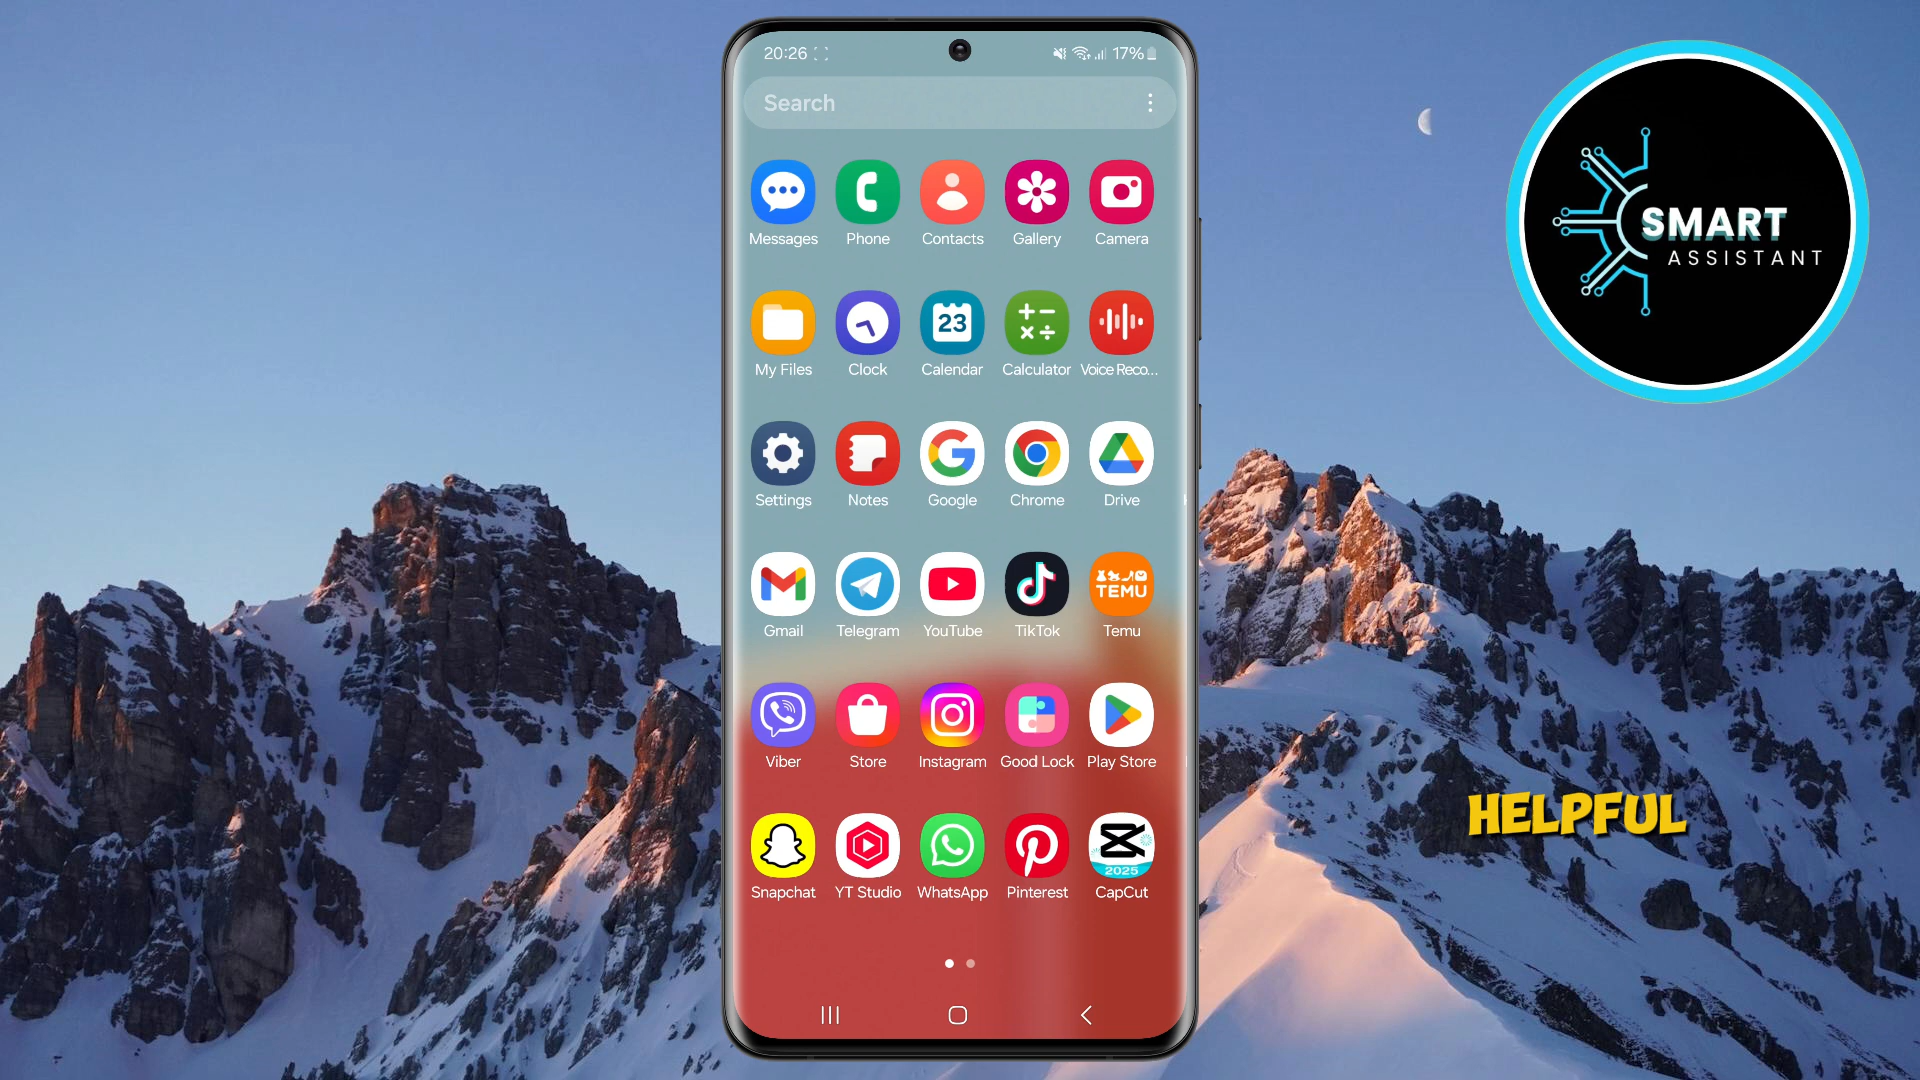 20:26
17%
Search
Messages Phone Contacts Gallery Camera
23
My Files Clock Calendar Calculator Voice Reco...
Settings Notes Google Chrome Drive
TEMU
Gmail Telegram YouTube TikTok Temu
Viber Store Instagram Good Lock Play Store
2025
Snapchat YT Studio WhatsApp Pinterest CapCut
SMART
ASSISTANT
HELPFUL